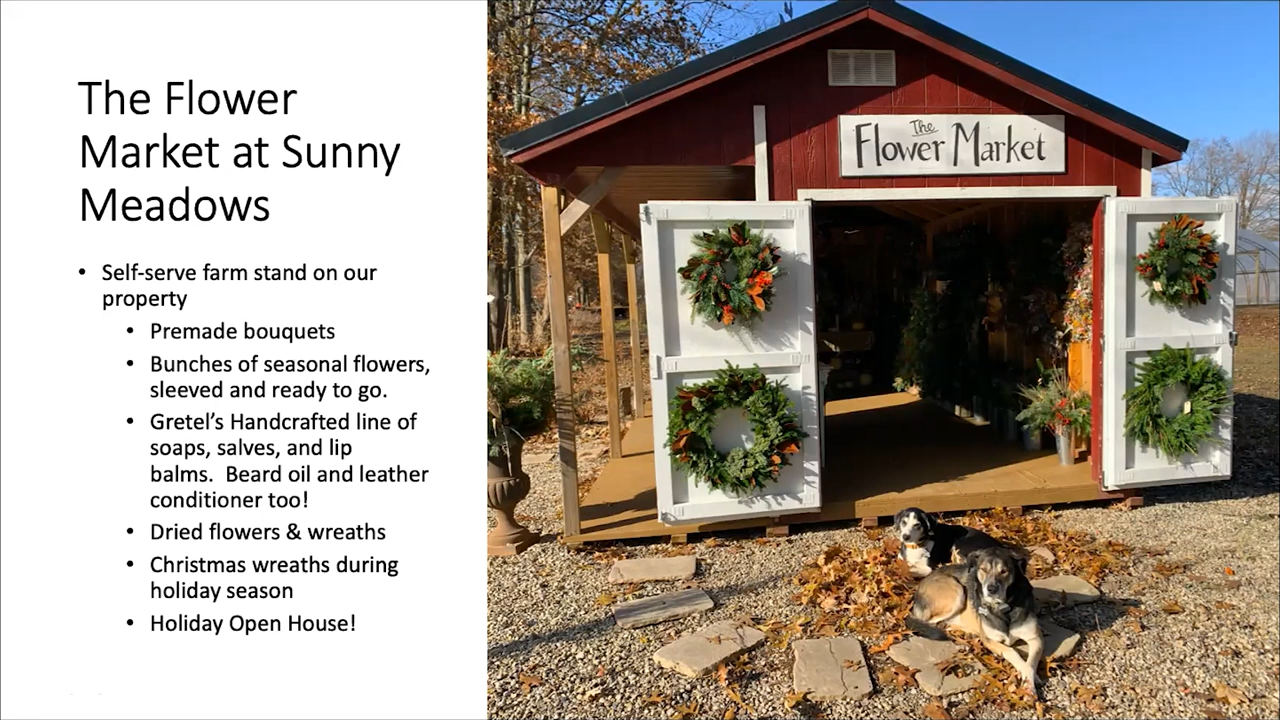 The Flower
Market at Sunny
Meadows
• Self-serve farm stand on our
property
• Premade bouquets
• Bunches of seasonal flowers,
sleeved and ready to go.
• Gretel’s Handcrafted line of
soaps, salves, and lip
balms.  Beard oil and leather
conditioner too!
• Dried flowers & wreaths
• Christmas wreaths during
holiday season
• Holiday Open House!
The
Flower Market